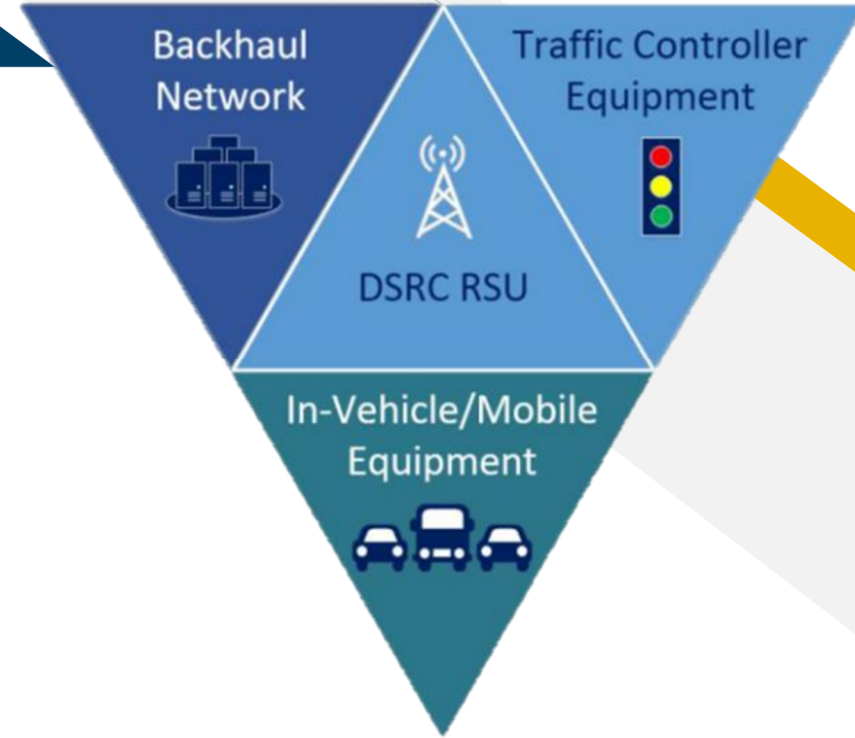 Backhaul
Network
Traffic Controller
Equipment
DSRC RSU
In-Vehicle/Mobile
Equipment